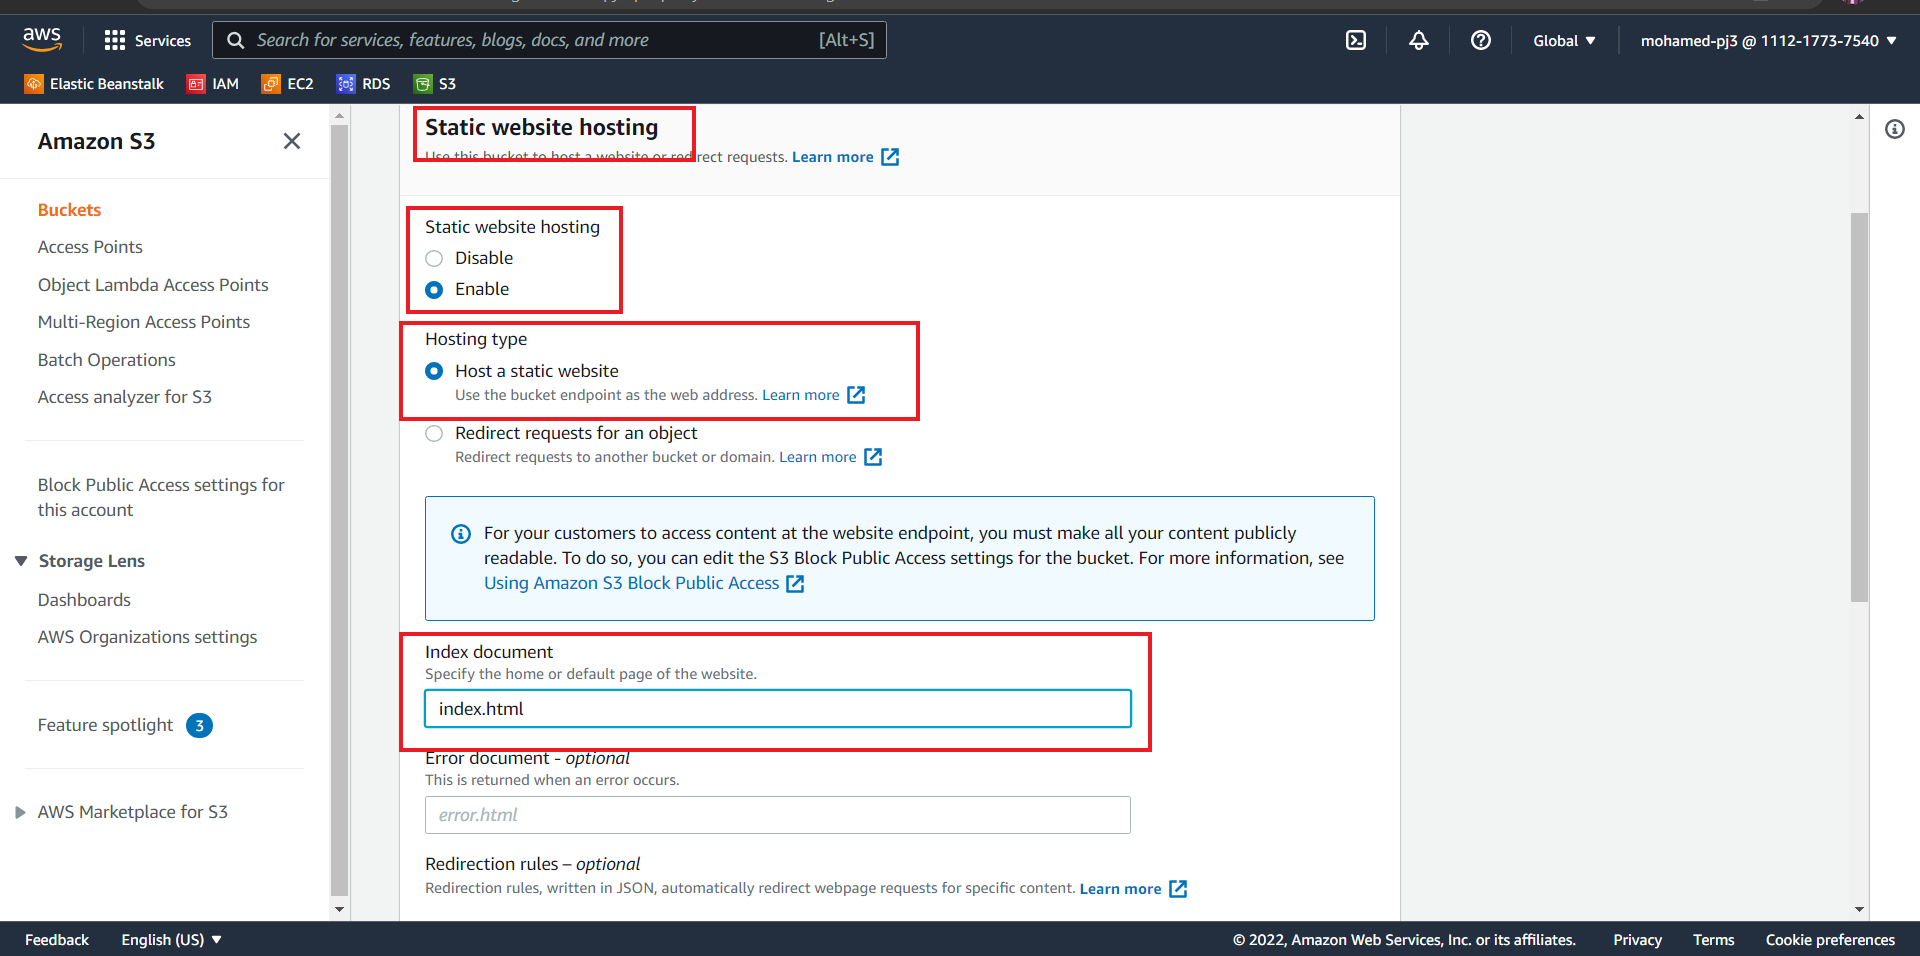 aws
Services
Search for services, features, blogs, docs, and more
[Alt+S]
Global
mohamed-pj3 @ 1112-1773-7540
Elastic Beanstalk
IAM
EC2
RDS
S3
Amazon S3
Buckets
Access Points
Object Lambda Access Points
Multi-Region Access Points
Batch Operations
Access analyzer for S3
Block Public Access settings for
this account
Storage Lens
Dashboards
AWS Organizations settings
Feature spotlight 3
AWS Marketplace for S3
Static website hosting
Use this bucket to host a website or redirect requests. Learn more
Static website hosting
Disable
Enable
Hosting type
Host a static website
Use the bucket endpoint as the web address. Learn more
Redirect requests for an object
Redirect requests to another bucket or domain. Learn more
For your customers to access content at the website endpoint, you must make all your content publicly
readable. To do so, you can edit the S3 Block Public Access settings for the bucket. For more information, see
Using Amazon S3 Block Public Access
Index document
Specify the home or default page of the website.
index.html
Error document - optional
This is returned when an error occurs.
error.html
Redirection rules – optional
Redirection rules, written in JSON, automatically redirect webpage requests for specific content. Learn more
Feedback
English (US)
© 2022, Amazon Web Services, Inc. or its affiliates.
Privacy
Terms
Cookie preferences